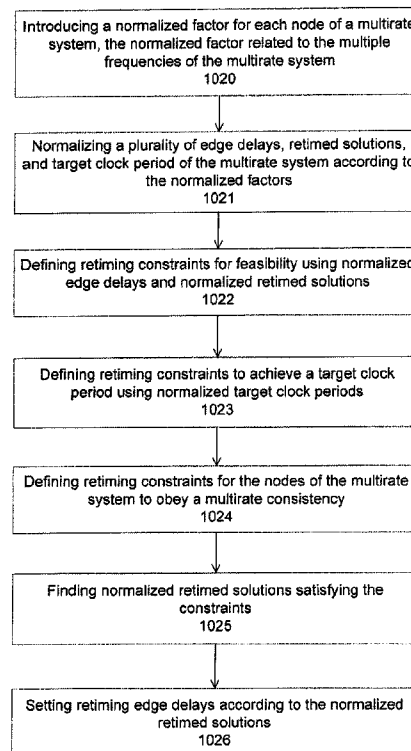 Introducing a normalized factor for each node of a multirate
system, the normalized factor related to the multiple
frequencies of the multirate system
1020
Normalizing a plurality of edge delays, retimed solutions,
and target clock period of the multirate system according to
the normalized factors
1021
Defining retiming constraints for feasibility using normalized
edge delays and normalized retimed solutions
1022
Defining retiming constraints to achieve a target clock
period using normalized target clock periods
1023
Defining retiming constraints for the nodes of the multirate
system to obey a multirate consistency
1024
Finding normalized retimed solutions satisfying the
constraints
1025
Setting retiming edge delays according to the normalized
retimed solutions
1026